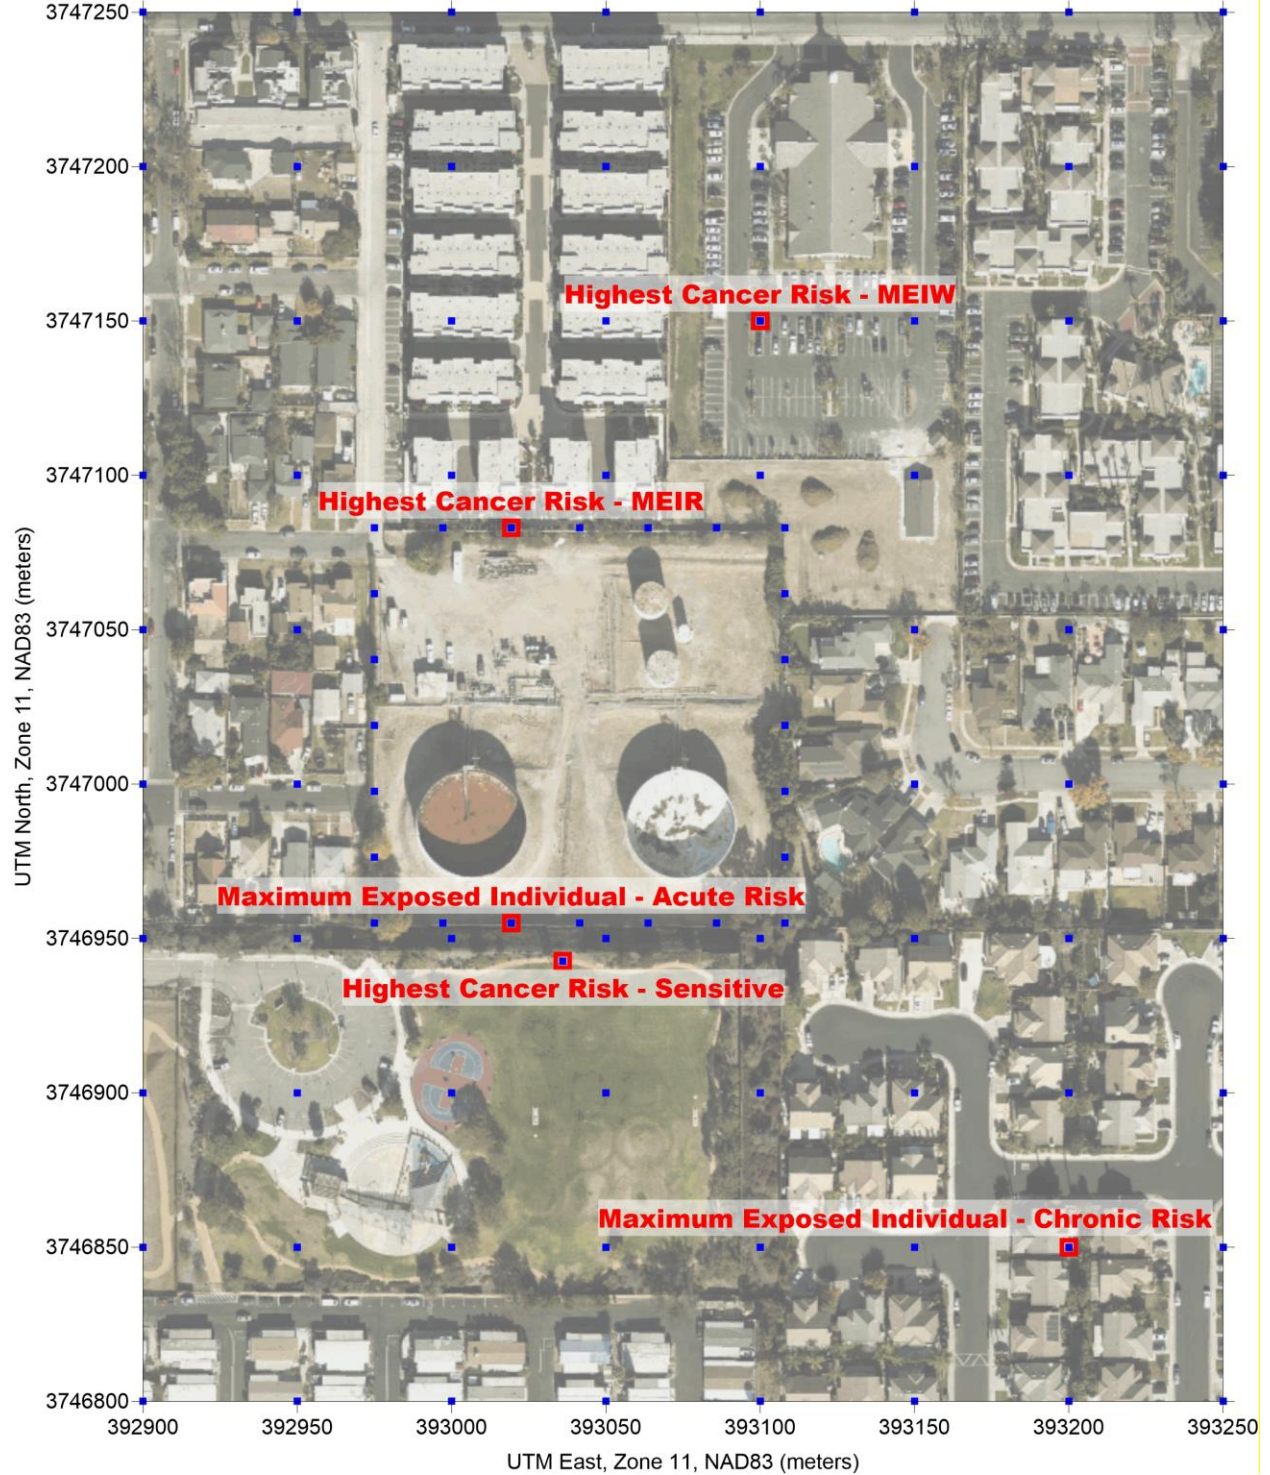 3747250
3747200
Highest Cancer Risk - MEIW
3747150
3747100
Highest Cancer Risk - MEIR
3747050
UTM North, Zone 11, NAD83 (meters)
3747000
Maximum Exposed Individual - Acute Risk
3746950
Highest Cancer Risk - Sensitive
3746900
Maximum Exposed Individual - Chronic Risk
3746850
3746800
392900 392950 393000 393050 393100 393150 393200 393250
UTM East, Zone 11, NAD83 (meters)